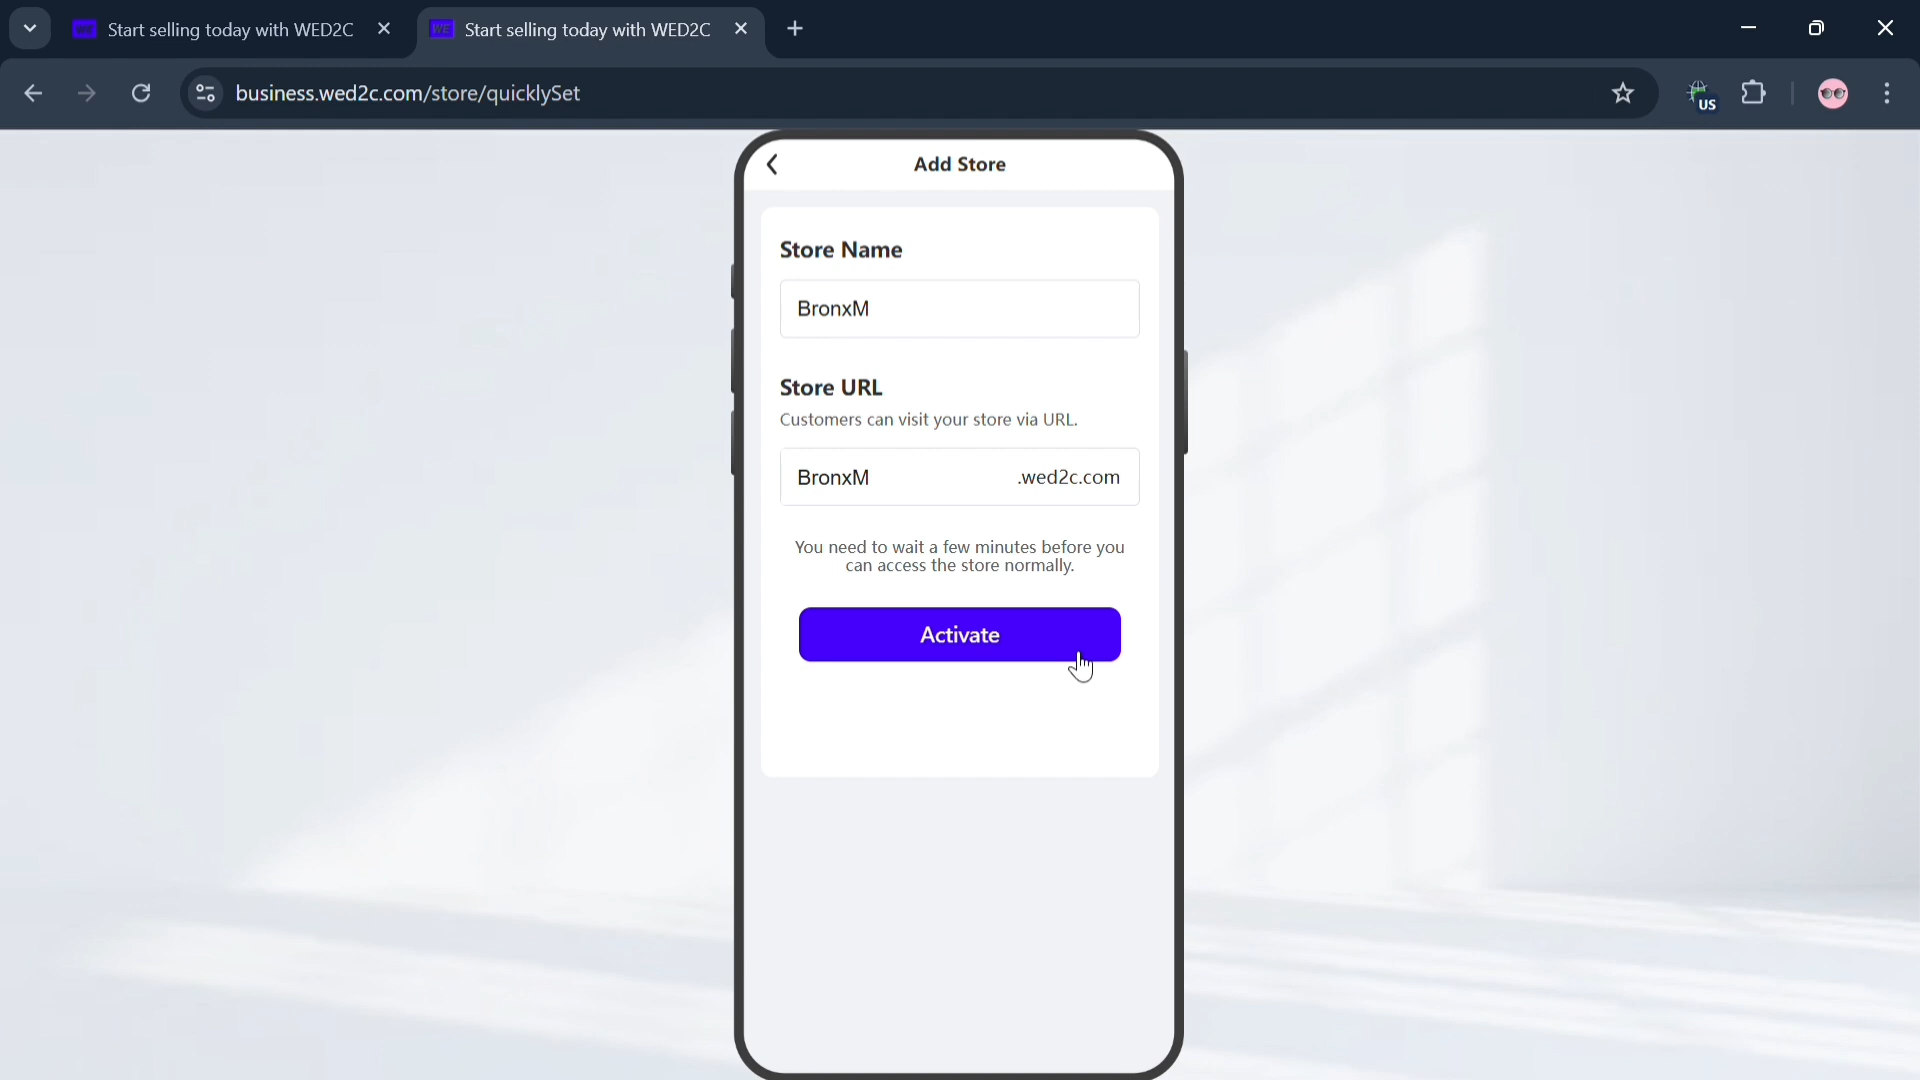 Start selling today with WED2C
Start selling today with WED2C
business.wed2c.com/store/quicklySet
US
Add Store
Store Name
BronxM
Store URL
Customers can visit your store via URL.
BronxM .wed2c.com
You need to wait a few minutes before you
can access the store normally.
Activate